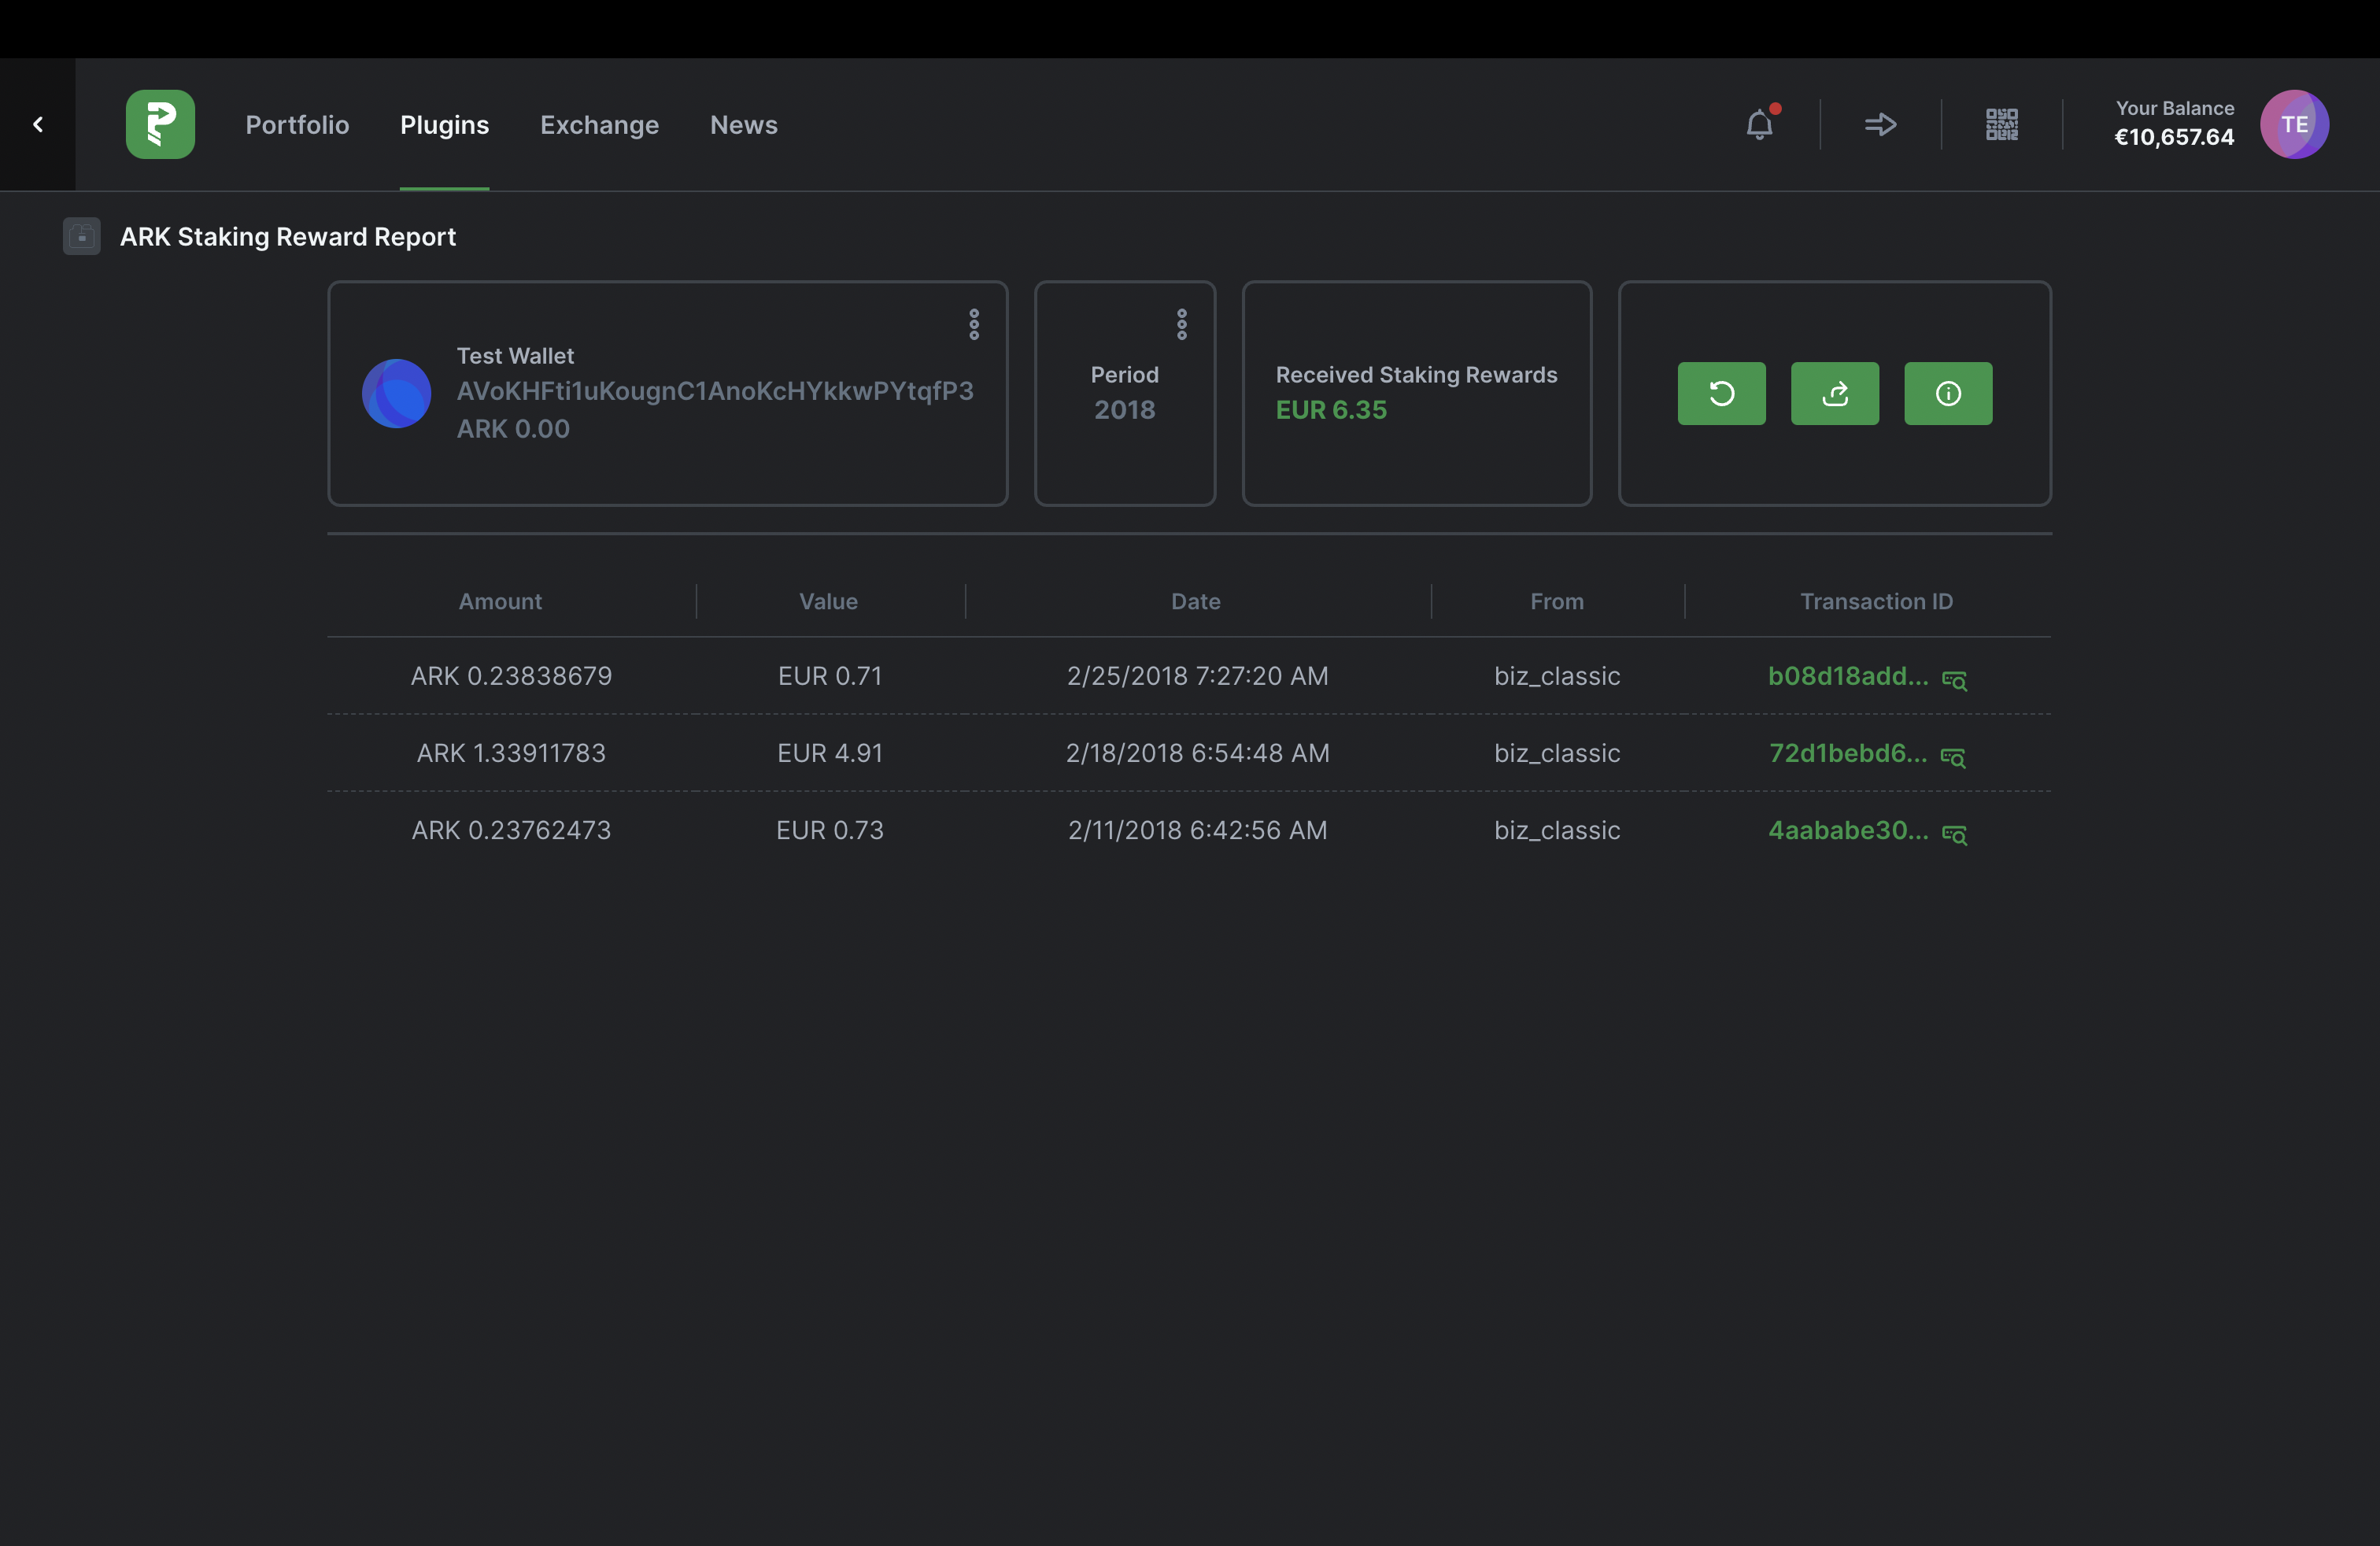 Portfolio Plugins Exchange News
Your Balance
€10,657.64
TE
ARK Staking Reward Report
Test Wallet
AVoKHFti1uKougnC1AnoKcHYkkwPYtqfP3
ARK 0.00
Period
2018
Received Staking Rewards
EUR 6.35
Amount Value Date From Transaction ID
ARK 0.23838679 EUR 0.71 2/25/2018 7:27:20 AM biz_classic b08d18add...
ARK 1.33911783 EUR 4.91 2/18/2018 6:54:48 AM biz_classic 72d1bebd6...
ARK 0.23762473 EUR 0.73 2/11/2018 6:42:56 AM biz_classic 4aababe30...